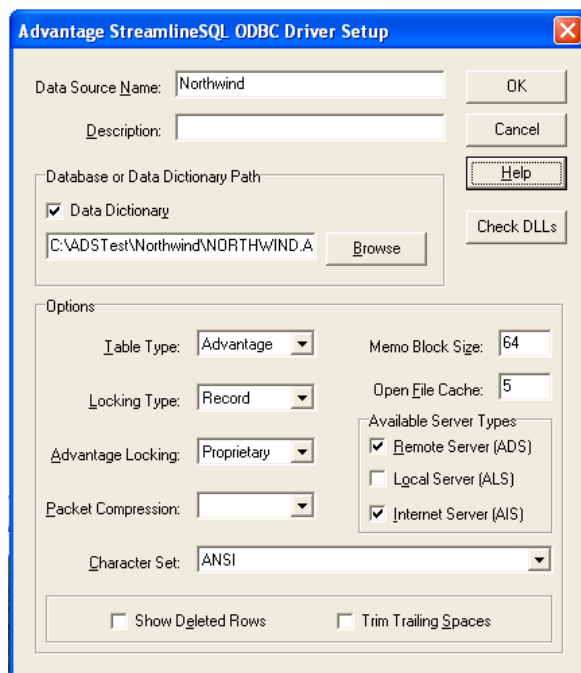 Advantage StreamlineSQL ODBC Driver Setup
Data Source Name: Northwind
OK
Description:
Cancel
Help
Database or Data Dictionary Path
Data Dictionary
Check DLLs
C:\ADSTest\Northwind\NORTHWIND.A
Browse
Options
Table Type: Advantage
Memo Block Size: 64
Locking Type: Record
Open File Cache: 5
Available Server Types
Advantage Locking: Proprietary
Remote Server (ADS)
Local Server (ALS)
Packet Compression:
Internet Server (AIS)
Character Set: ANSI
Show Deleted Rows
Trim Trailing Spaces